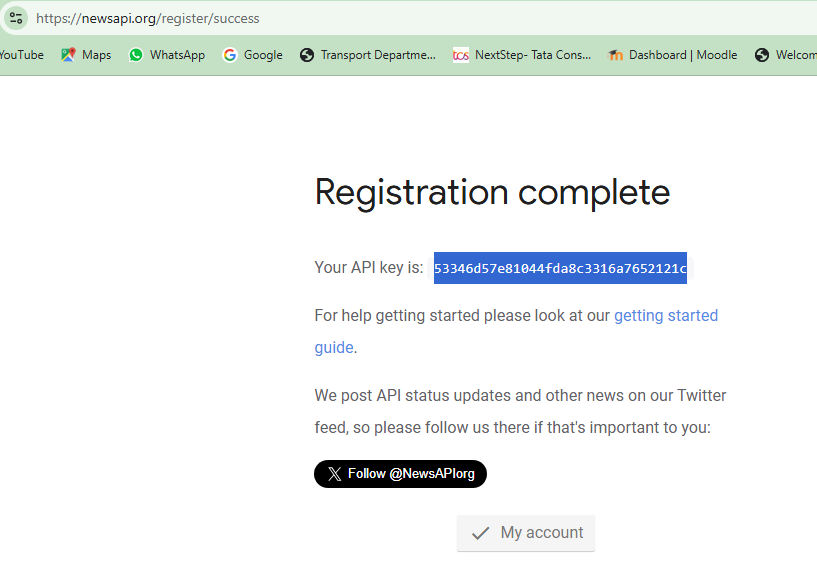 https://newsapi.org/register/success
YouTube Maps WhatsApp Google Transport Departme... tcs NextStep- Tata Cons... Dashboard | Moodle Welcom
Registration complete
Your API key is: 53346d57e81044fda8c3316a7652121c
For help getting started please look at our getting started
guide.
We post API status updates and other news on our Twitter
feed, so please follow us there if that's important to you:
X Follow @NewsAPIorg
My account